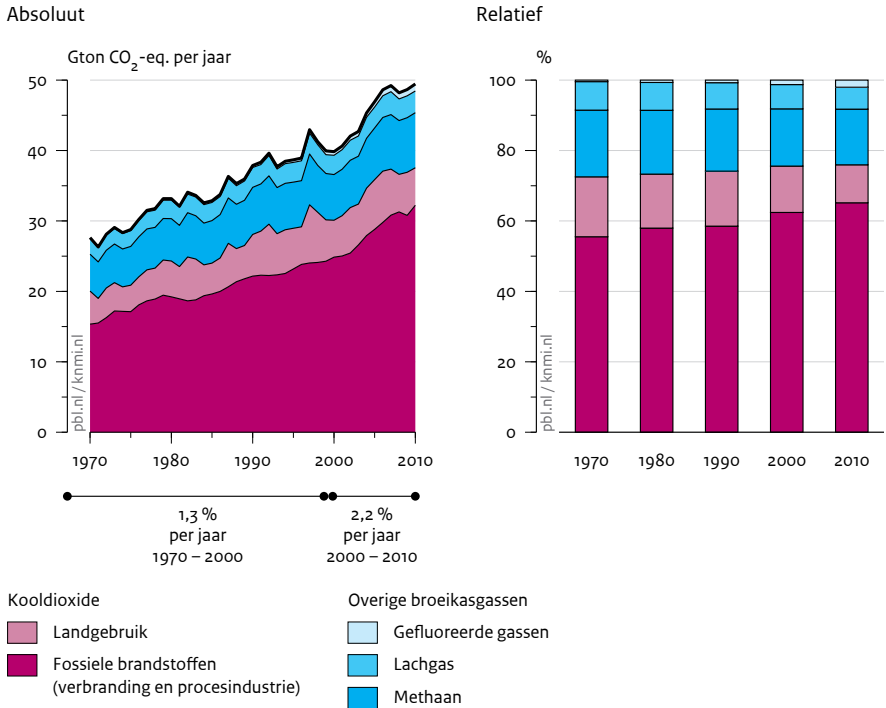 Absoluut
Gton CO₂-eq. per jaar
50
40
30
20
10
0
pbl.nl / knmi.nl
1970 1980 1990 2000 2010
1,3 %
per jaar
1970 – 2000
2,2 %
per jaar
2000 – 2010
Relatief
%
100
80
60
40
20
0
pbl.nl / knmi.nl
1970 1980 1990 2000 2010
Kooldioxide
Landgebruik
Fossiele brandstoffen
(verbranding en procesindustrie)
Overige broeikasgassen
Gefluoreerde gassen
Lachgas
Methaan